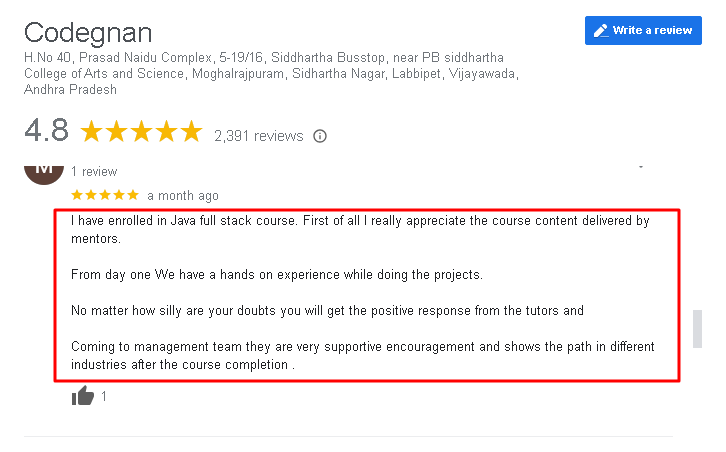 Codegnan
Write a review
H.No 40, Prasad Naidu Complex, 5-19/16, Siddhartha Busstop, near PB siddhartha
College of Arts and Science, Moghalrajpuram, Sidhartha Nagar, Labbipet, Vijayawada,
Andhra Pradesh
4.8
2,391 reviews
M
1 review
a month ago
I have enrolled in Java full stack course. First of all I really appreciate the course content delivered by
mentors.
From day one We have a hands on experience while doing the projects.
No matter how silly are your doubts you will get the positive response from the tutors and
Coming to management team they are very supportive encouragement and shows the path in different
industries after the course completion .
1